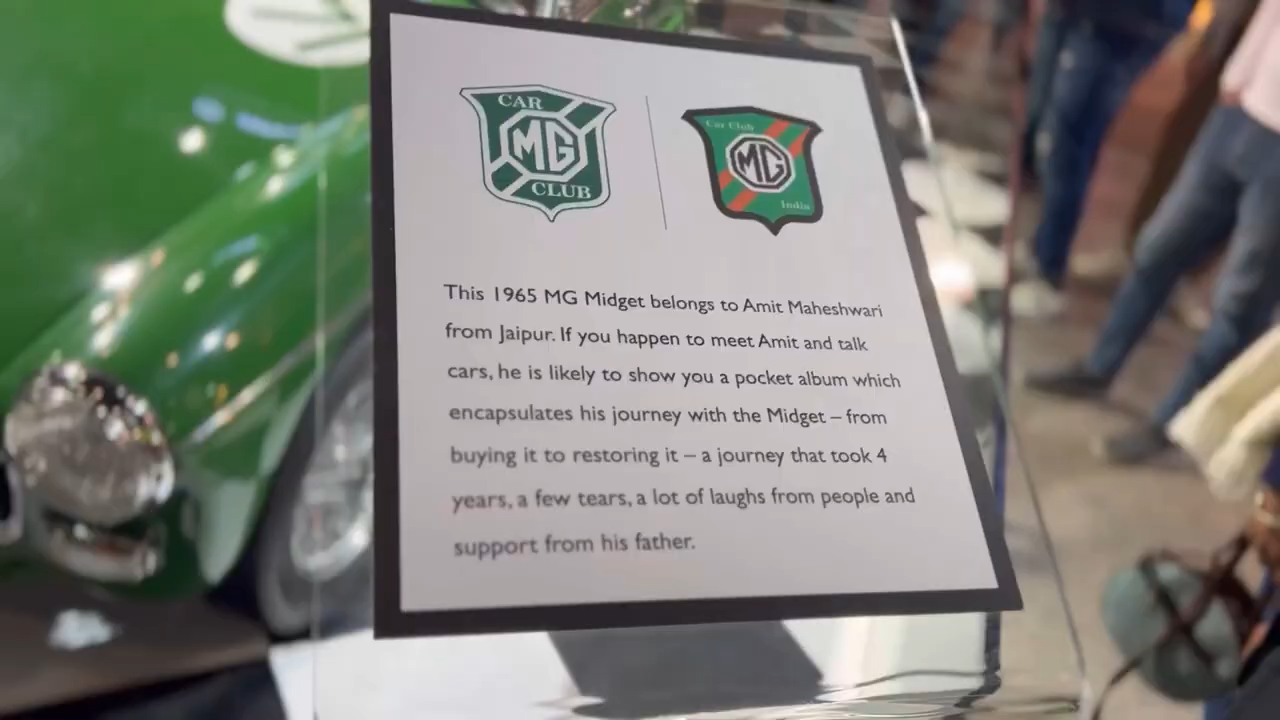 CAR
MG
CLUB
Car Club
MG
India
This 1965 MG Midget belongs to Amit Maheshwari
from Jaipur. If you happen to meet Amit and talk
cars, he is likely to show you a pocket album which
encapsulates his journey with the Midget – from
buying it to restoring it – a journey that took 4
years, a few tears, a lot of laughs from people and
support from his father.